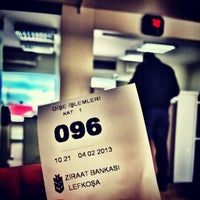 GİŞE İŞLEMLERİ
KAT 1
096
10:21 04.02.2013
ZİRAAT BANKASI
LEFKOŞA